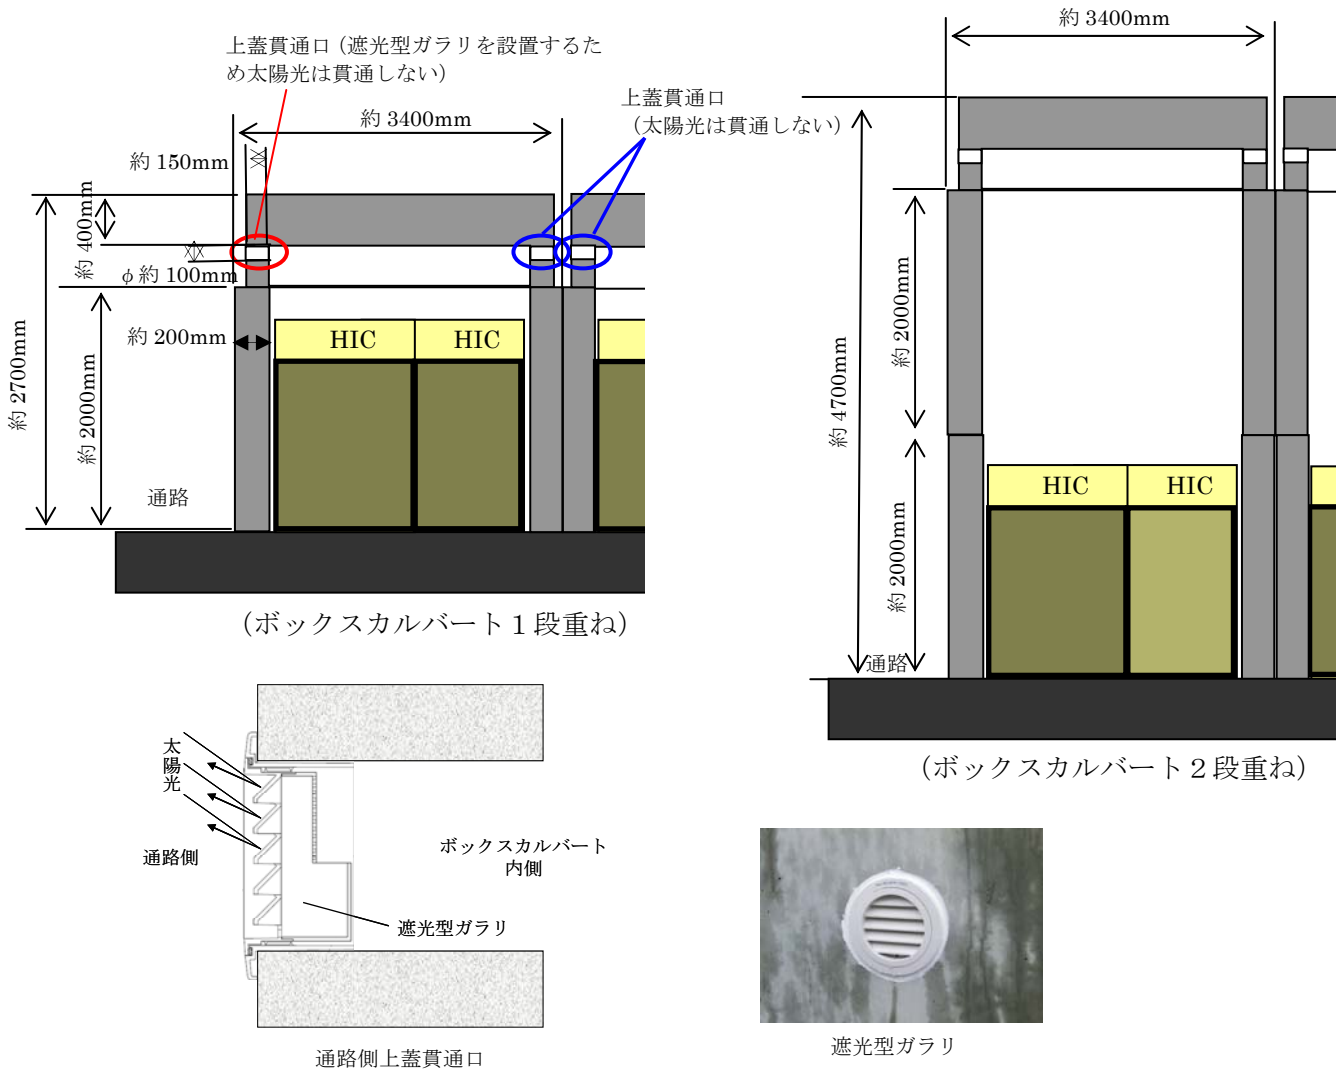 上蓋貫通口（遮光型ガラリを設置するた
め太陽光は貫通しない）
約 3400mm
約 150mm
上蓋貫通口
（太陽光は貫通しない）
約 400mm
φ約 100mm
約 200mm
約 2700mm
約 2000mm
HIC
HIC
通路
（ボックスカルバート１段重ね）
約 3400mm
約 4700mm
約 2000mm
約 2000mm
HIC
HIC
通路
（ボックスカルバート２段重ね）
太陽光
通路側
ボックスカルバート
内側
遮光型ガラリ
通路側上蓋貫通口
遮光型ガラリ